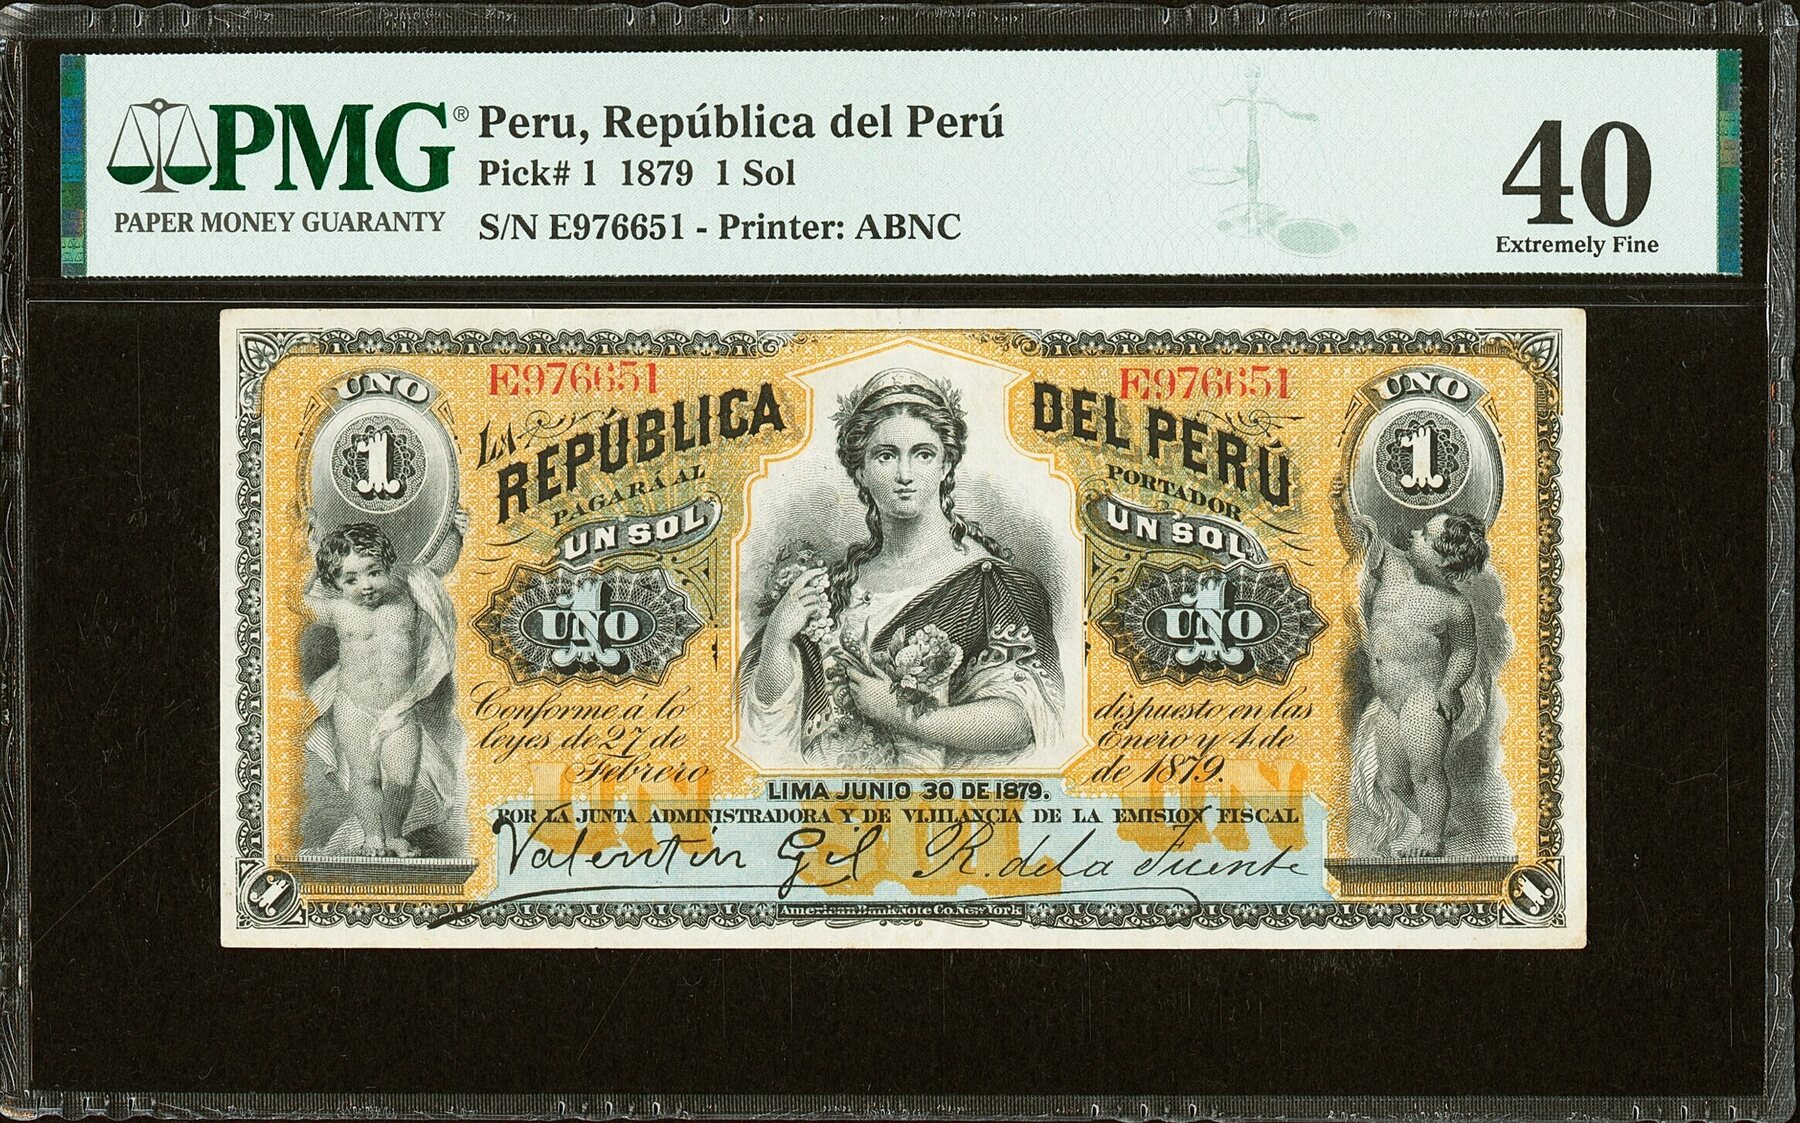 PMG® Peru, República del Perú
Pick# 1 1879 1 Sol
PAPER MONEY GUARANTY
S/N E976651 - Printer: ABNC
40
Extremely Fine
E976651 E976651
UNO UNO
1 1
LA REPÚBLICA DEL PERÚ
PAGARÁ AL PORTADOR
UN SOL UN SOL
1 UNO 1 UNO
Conforme á lo dispuesto en las
leyes de 27 de Enero y 4 de
Febrero de 1879.
UN UN
SOL
LIMA JUNIO 30 DE 1879.
POR LA JUNTA ADMINISTRADORA Y DE VIJILANCIA DE LA EMISION FISCAL
Valentin Gil R. de la Fuente
1 1
American Bank Note Co. New York